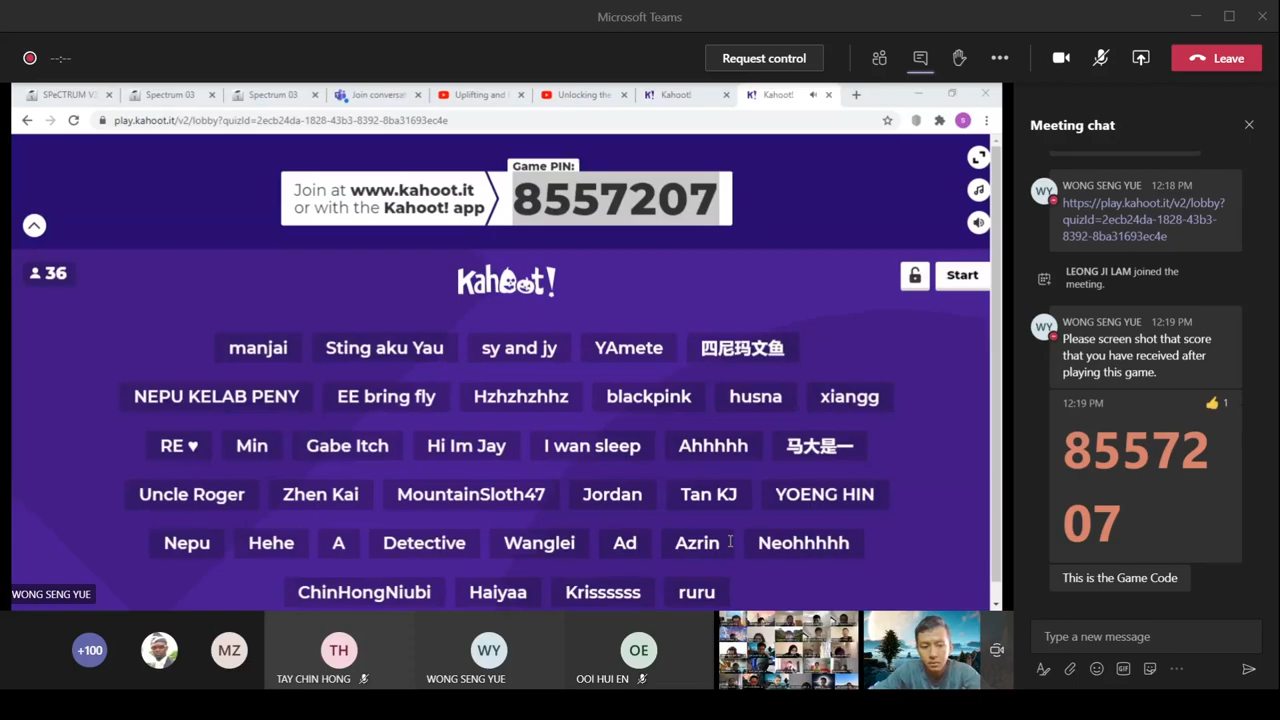 Microsoft Teams
--:--
Request control
Leave
SPeCTRUM V2
Spectrum 03
Spectrum 03
Join conversat
Uplifting and
Unlocking the
Kahoot!
Kahoot!
play.kahoot.it/v2/lobby?quizId=2ecb24da-1828-43b3-8392-8ba31693ec4e
S
Game PIN:
Join at www.kahoot.it
or with the Kahoot! app
8557207
36
Kahoot!
Start
manjai
Sting aku Yau
sy and jy
YAmete
四尼玛文鱼
NEPU KELAB PENY
EE bring fly
Hzhzhzhhz
blackpink
husna
xiangg
RE ♥
Min
Gabe Itch
Hi Im Jay
I wan sleep
Ahhhhh
马大是一
Uncle Roger
Zhen Kai
MountainSloth47
Jordan
Tan KJ
YOENG HIN
Nepu
Hehe
A
Detective
Wanglei
Ad
Azrin
Neohhhhh
ChinHongNiubi
Haiyaa
Krisssssss
ruru
WONG SENG YUE
+100
MZ
TH
TAY CHIN HONG
WY
WONG SENG YUE
OE
OOI HUI EN
Meeting chat
WY
WONG SENG YUE 12:18 PM
https://play.kahoot.it/v2/lobby?
quizId=2ecb24da-1828-43b3-
8392-8ba31693ec4e
LEONG JI LAM joined the
meeting.
WY
WONG SENG YUE 12:19 PM
Please screen shot that score
that you have received after
playing this game.
12:19 PM
1
85572
07
This is the Game Code
Type a new message
GIF